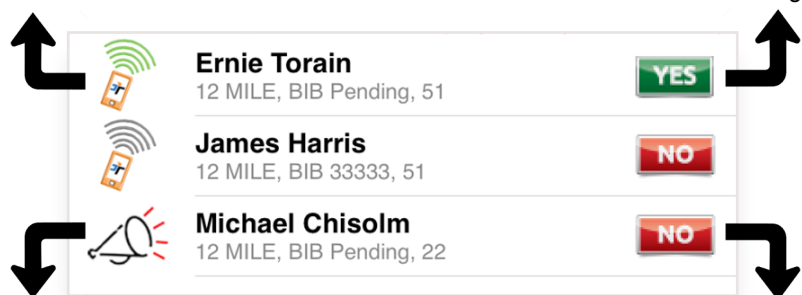 Ernie Torain
YES
12 MILE, BIB Pending, 51
James Harris
NO
12 MILE, BIB 33333, 51
Michael Chisolm
NO
12 MILE, BIB Pending, 22